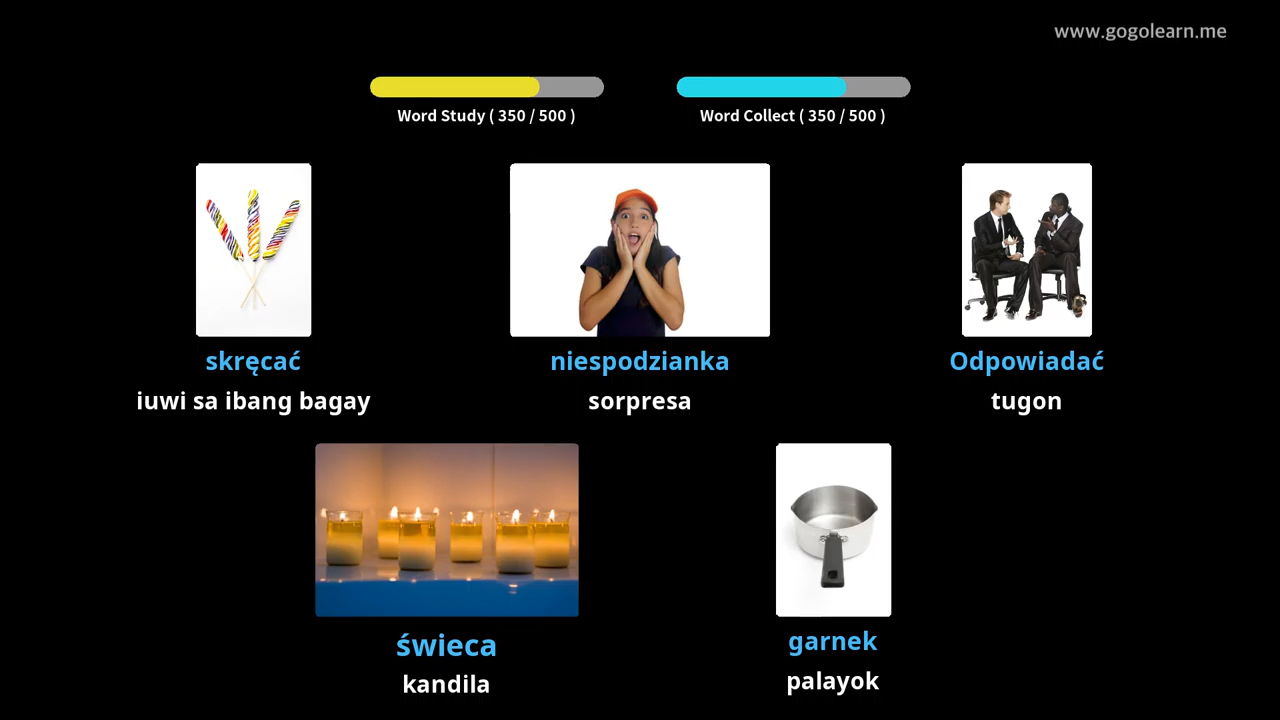 www.gogolearn.me
Word Study ( 350 / 500 )
Word Collect ( 350 / 500 )
skręcać
niespodzianka
Odpowiadać
iuwi sa ibang bagay
sorpresa
tugon
świeca
garnek
kandila
palayok